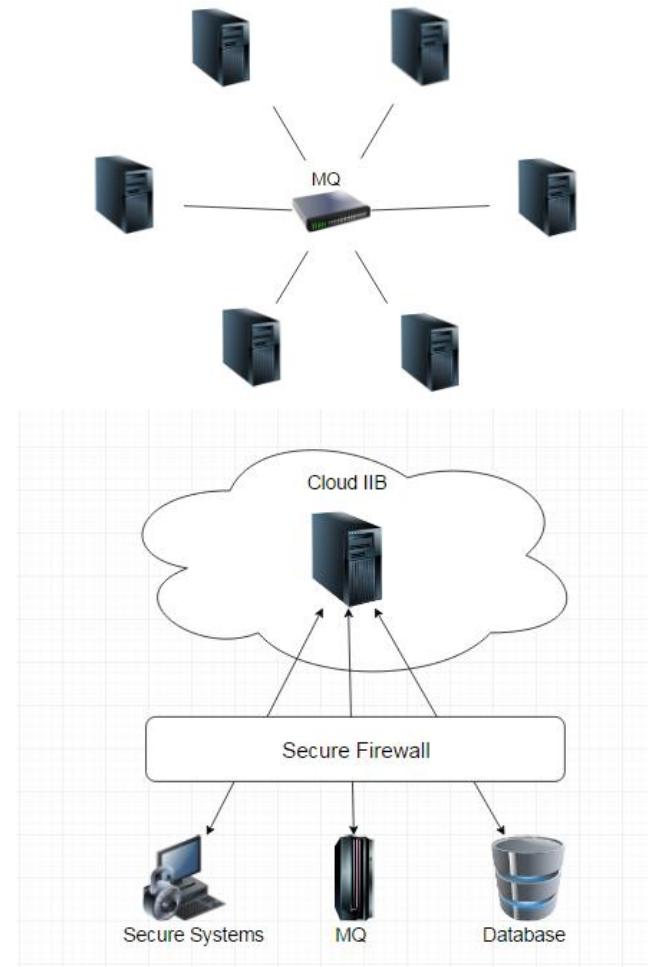 MQ
Cloud IIB
Secure Firewall
Secure Systems
MQ
Database